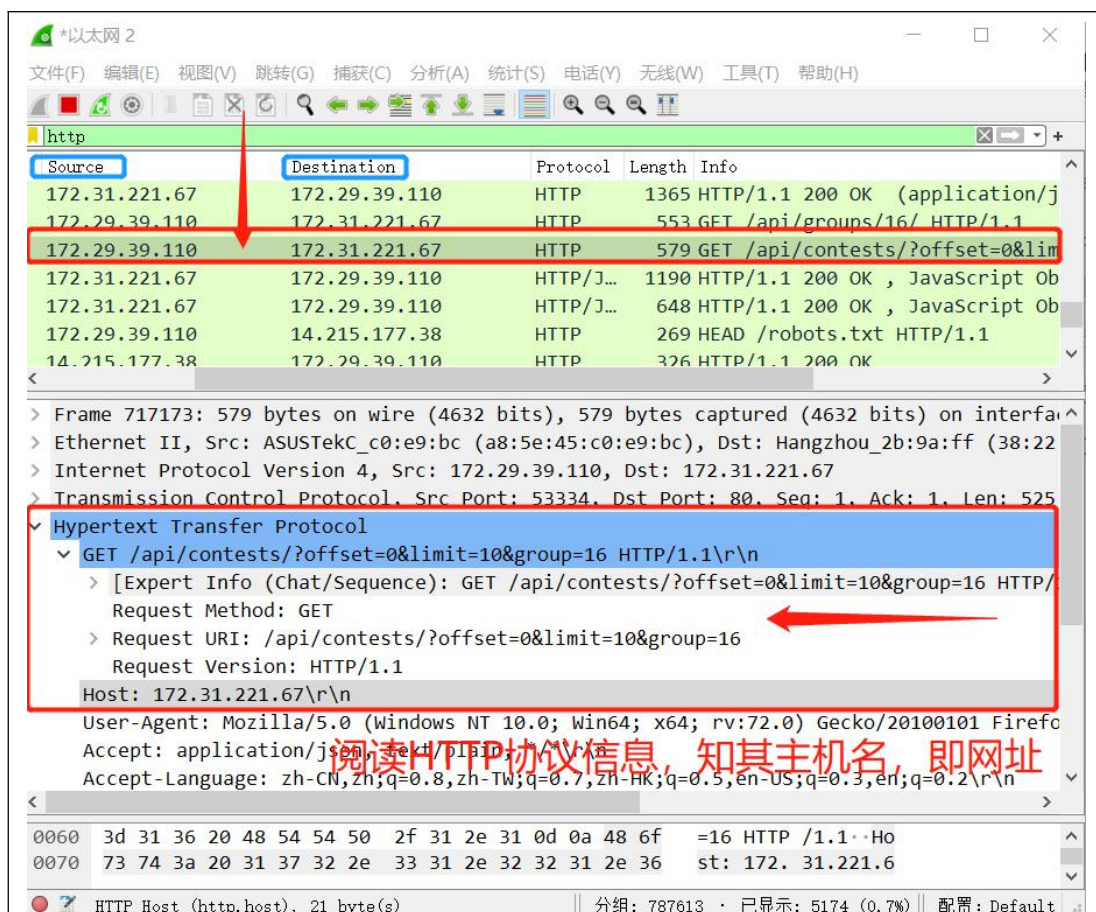 *以太网 2
文件(F) 编辑(E) 视图(V) 跳转(G) 捕获(C) 分析(A) 统计(S) 电话(Y) 无线(W) 工具(T) 帮助(H)
http
Source Destination Protocol Length Info
172.31.221.67 172.29.39.110 HTTP 1365 HTTP/1.1 200 OK (application/j
172.29.39.110 172.31.221.67 HTTP 553 GET /api/groups/16/ HTTP/1.1
172.29.39.110 172.31.221.67 HTTP 579 GET /api/contests/?offset=0&lim
172.31.221.67 172.29.39.110 HTTP/J… 1190 HTTP/1.1 200 OK , JavaScript Ob
172.31.221.67 172.29.39.110 HTTP/J… 648 HTTP/1.1 200 OK , JavaScript Ob
172.29.39.110 14.215.177.38 HTTP 269 HEAD /robots.txt HTTP/1.1
14.215.177.38 172.29.39.110 HTTP 326 HTTP/1.1 200 OK
Frame 717173: 579 bytes on wire (4632 bits), 579 bytes captured (4632 bits) on interfa
Ethernet II, Src: ASUSTekC_c0:e9:bc (a8:5e:45:c0:e9:bc), Dst: Hangzhou_2b:9a:ff (38:22
Internet Protocol Version 4, Src: 172.29.39.110, Dst: 172.31.221.67
Transmission Control Protocol, Src Port: 53334, Dst Port: 80, Seq: 1, Ack: 1, Len: 525
Hypertext Transfer Protocol
GET /api/contests/?offset=0&limit=10&group=16 HTTP/1.1\r\n
[Expert Info (Chat/Sequence): GET /api/contests/?offset=0&limit=10&group=16 HTTP/
Request Method: GET
Request URI: /api/contests/?offset=0&limit=10&group=16
Request Version: HTTP/1.1
Host: 172.31.221.67\r\n
User-Agent: Mozilla/5.0 (Windows NT 10.0; Win64; x64; rv:72.0) Gecko/20100101 Firefo
Accept: application/json, text/plain, */*\r\n
阅读HTTP协议信息，知其主机名，即网址
Accept-Language: zh-CN,zh;q=0.8,zh-TW;q=0.7,zh-HK;q=0.5,en-US;q=0.3,en;q=0.2\r\n
0060 3d 31 36 20 48 54 54 50 2f 31 2e 31 0d 0a 48 6f =16 HTTP /1.1··Ho
0070 73 74 3a 20 31 37 32 2e 33 31 2e 32 32 31 2e 36 st: 172. 31.221.6
HTTP Host (http.host), 21 byte(s) 分组: 787613 · 已显示: 5174 (0.7%) 配置: Default